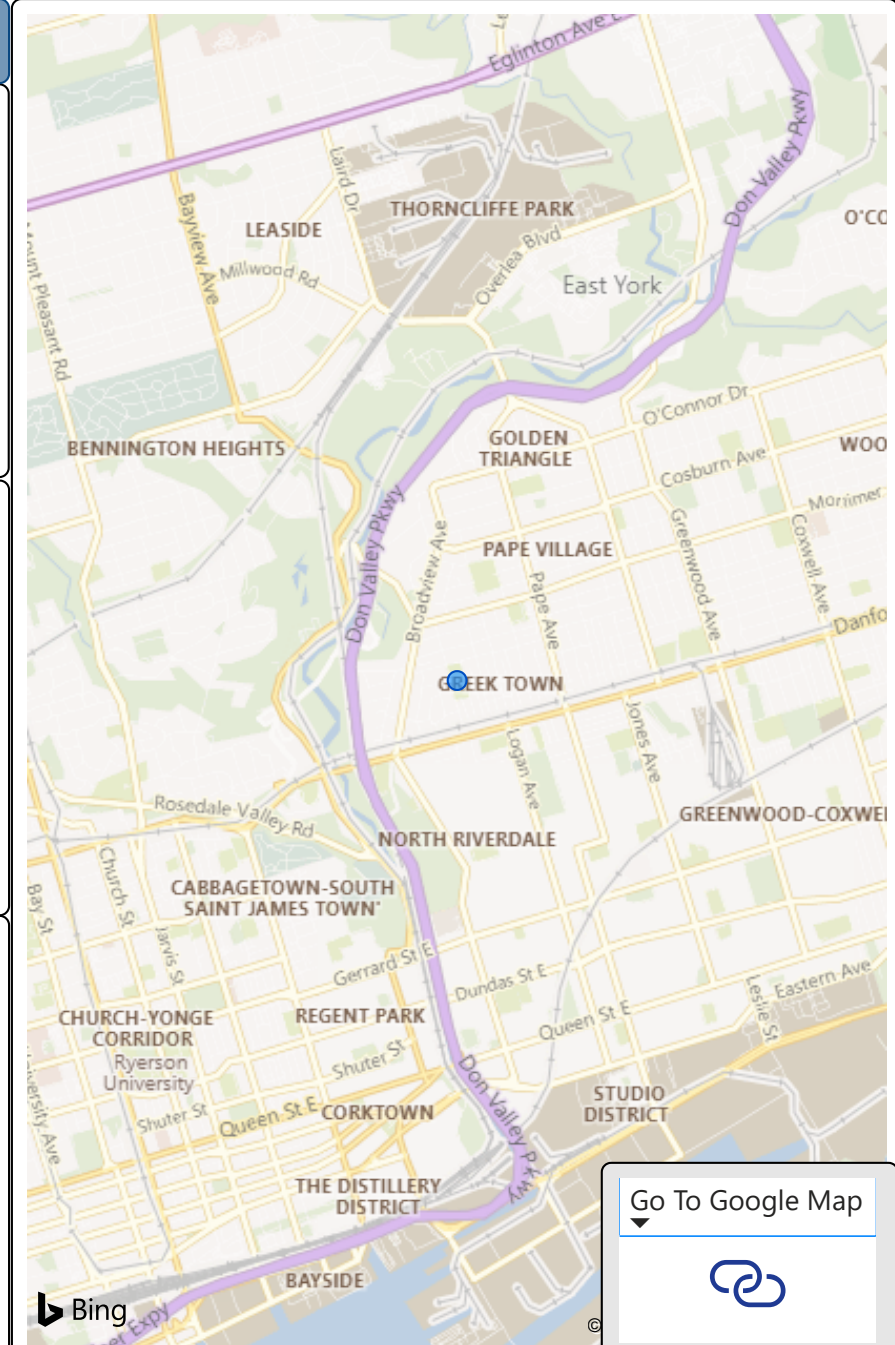 Eglinton Ave E
Don Valley Pkwy
Laird Dr
THORNCLIFFE PARK
LEASIDE
O'CO
Bayview Ave
Millwood Rd
Overlea Blvd
East York
Mount Pleasant Rd
O'Connor Dr
BENNINGTON HEIGHTS
GOLDEN
TRIANGLE
WOO
Cosburn Ave
Mortimer
Don Valley Pkwy
Broadview Ave
PAPE VILLAGE
Greenwood Ave
Coxwell Ave
Pape Ave
Danfo
GREEK TOWN
Jones Ave
Logan Ave
Rosedale Valley Rd
GREENWOOD-COXWE
NORTH RIVERDALE
Church St
Bay St
CABBAGETOWN-SOUTH
SAINT JAMES TOWN'
Jarvis St
Gerrard St E
Dundas St E
Leslie St
Eastern Ave
CHURCH-YONGE
CORRIDOR
REGENT PARK
Queen St E
Ryerson
University
Shuter St
Don Valley Pkwy
University Ave
Shuter St
Queen St E
CORKTOWN
STUDIO
DISTRICT
THE DISTILLERY
DISTRICT
BAYSIDE
er Expy
Bing
©
Go To Google Map